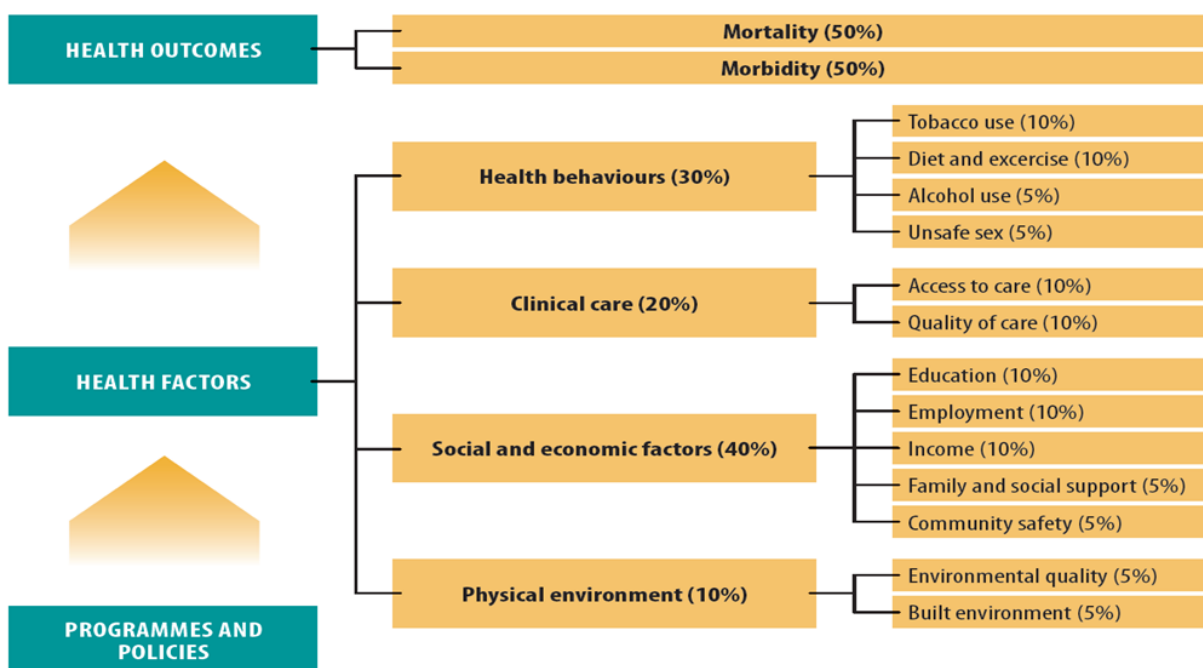 HEALTH OUTCOMES
Mortality (50%)
Morbidity (50%)
HEALTH FACTORS
Health behaviours (30%)
Tobacco use (10%)
Diet and excercise (10%)
Alcohol use (5%)
Unsafe sex (5%)
Clinical care (20%)
Access to care (10%)
Quality of care (10%)
Social and economic factors (40%)
Education (10%)
Employment (10%)
Income (10%)
Family and social support (5%)
Community safety (5%)
Physical environment (10%)
Environmental quality (5%)
Built environment (5%)
PROGRAMMES AND
POLICIES